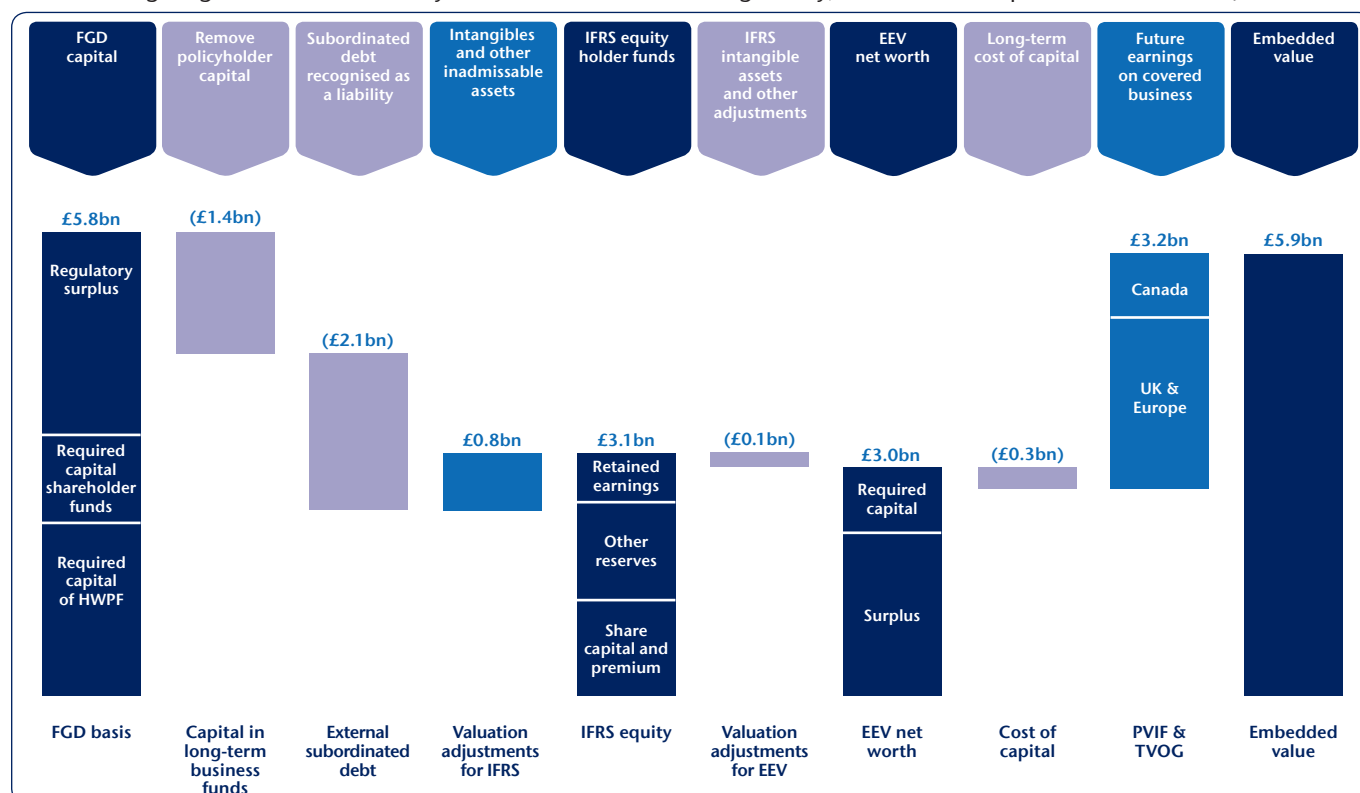 FGD
capital
Remove
policyholder
capital
Subordinated
debt
recognised as
a liability
Intangibles
and other
inadmissable
assets
IFRS equity
holder funds
IFRS
intangible
assets
and other
adjustments
EEV
net worth
Long-term
cost of capital
Future
earnings
on covered
business
Embedded
value
£5.8bn
Regulatory
surplus
Required
capital
shareholder
funds
Required
capital
of HWPF
(£1.4bn)
(£2.1bn)
£0.8bn
£3.1bn
Retained
earnings
Other
reserves
Share
capital and
premium
(£0.1bn)
£3.0bn
Required
capital
Surplus
(£0.3bn)
£3.2bn
Canada
UK &
Europe
£5.9bn
FGD basis
Capital in
long-term
business
funds
External
subordinated
debt
Valuation
adjustments
for IFRS
IFRS equity
Valuation
adjustments
for EEV
EEV net
worth
Cost of
capital
PVIF &
TVOG
Embedded
value